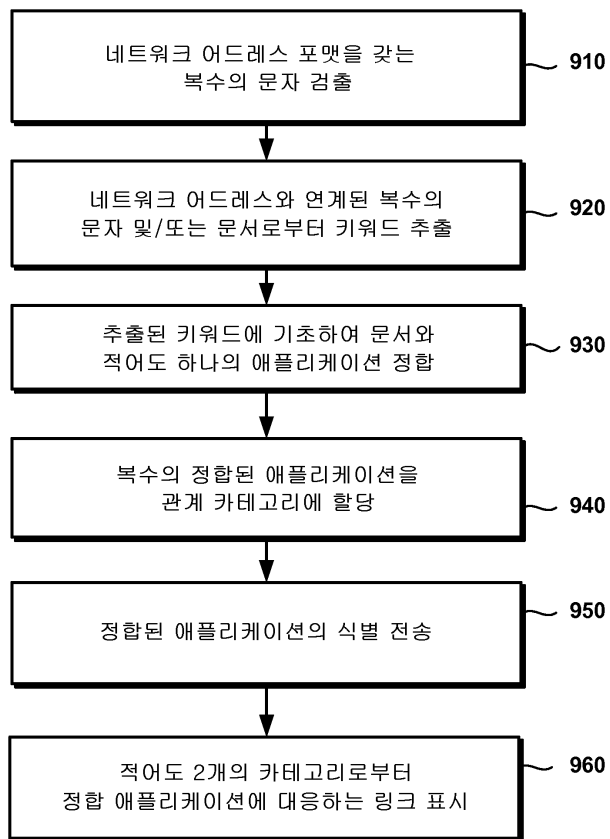 네트워크 어드레스 포맷을 갖는
복수의 문자 검출
910
네트워크 어드레스와 연계된 복수의
문자 및/또는 문서로부터 키워드 추출
920
추출된 키워드에 기초하여 문서와
적어도 하나의 애플리케이션 정합
930
복수의 정합된 애플리케이션을
관계 카테고리에 할당
940
정합된 애플리케이션의 식별 전송
950
적어도 2개의 카테고리로부터
정합 애플리케이션에 대응하는 링크 표시
960